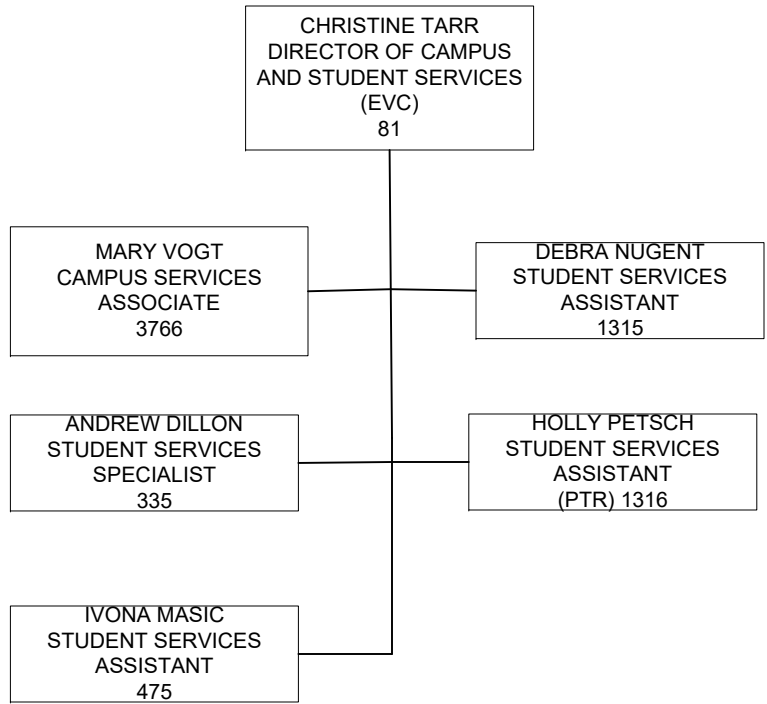 CHRISTINE TARR
DIRECTOR OF CAMPUS
AND STUDENT SERVICES
(EVC)
81
MARY VOGT
CAMPUS SERVICES
ASSOCIATE
3766
DEBRA NUGENT
STUDENT SERVICES
ASSISTANT
1315
ANDREW DILLON
STUDENT SERVICES
SPECIALIST
335
HOLLY PETSCH
STUDENT SERVICES
ASSISTANT
(PTR) 1316
IVONA MASIC
STUDENT SERVICES
ASSISTANT
475